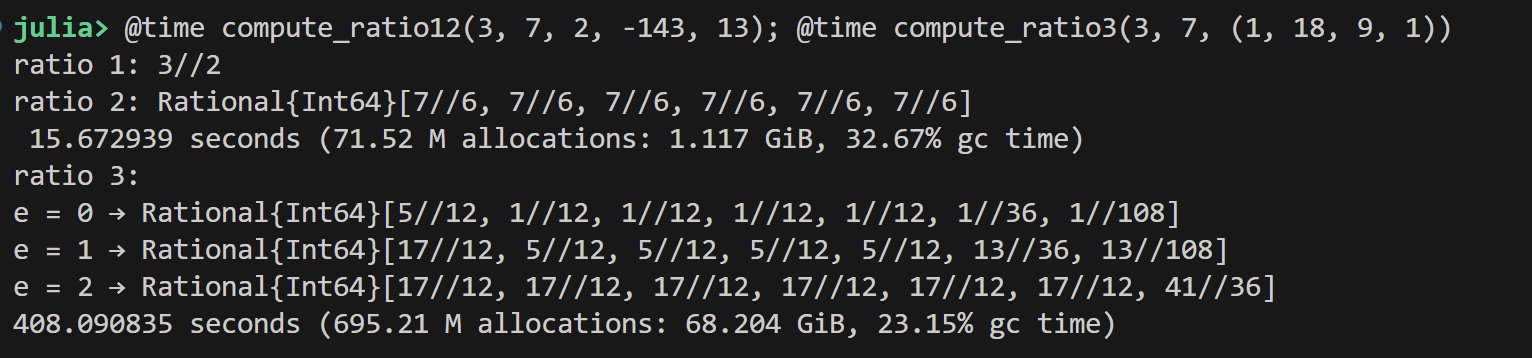 julia> @time compute_ratio12(3, 7, 2, -143, 13); @time compute_ratio3(3, 7, (1, 18, 9, 1))
ratio 1: 3//2
ratio 2: Rational{Int64}[7//6, 7//6, 7//6, 7//6, 7//6, 7//6]
 15.672939 seconds (71.52 M allocations: 1.117 GiB, 32.67% gc time)
ratio 3:
e = 0 → Rational{Int64}[5//12, 1//12, 1//12, 1//12, 1//12, 1//36, 1//108]
e = 1 → Rational{Int64}[17//12, 5//12, 5//12, 5//12, 5//12, 13//36, 13//108]
e = 2 → Rational{Int64}[17//12, 17//12, 17//12, 17//12, 17//12, 17//12, 41//36]
408.090835 seconds (695.21 M allocations: 68.204 GiB, 23.15% gc time)